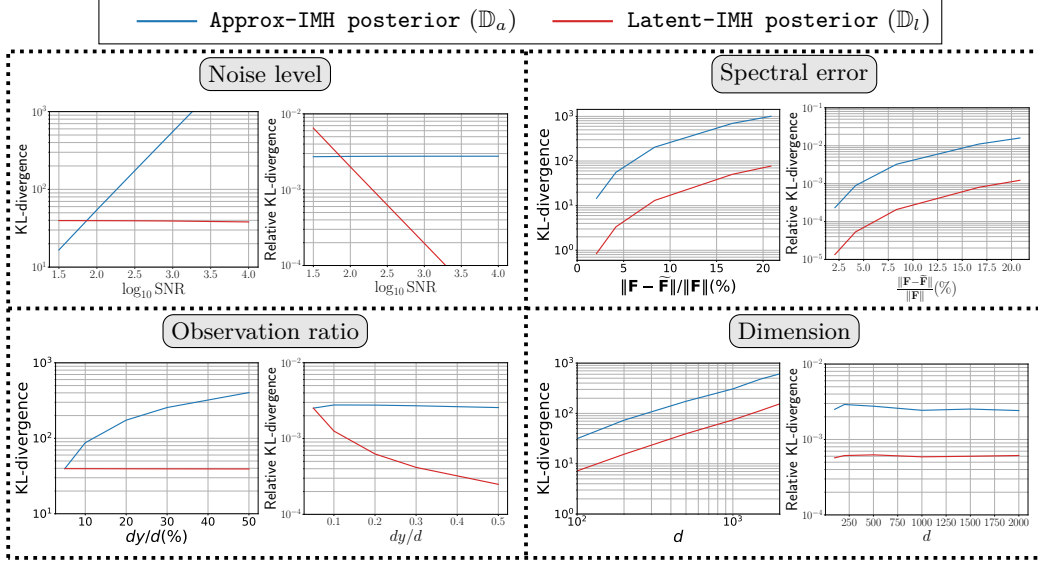 Approx-IMH posterior (𝔻ₐ) Latent-IMH posterior (𝔻ₗ)
Noise level
KL-divergence
10³
10²
10¹
1.5 2.0 2.5 3.0 3.5 4.0
log₁₀ SNR
Relative KL-divergence
10⁻²
10⁻³
10⁻⁴
1.5 2.0 2.5 3.0 3.5 4.0
log₁₀ SNR
Spectral error
KL-divergence
10³
10²
10¹
10⁰
0 5 10 15 20
‖F − F̃‖/‖F‖(%)
Relative KL-divergence
10⁻¹
10⁻²
10⁻³
10⁻⁴
10⁻⁵
2.5 5.0 7.5 10.0 12.5 15.0 17.5 20.0
‖F−F̃‖
‖F‖ (%)
Observation ratio
KL-divergence
10³
10²
10¹
10 20 30 40 50
dy/d(%)
Relative KL-divergence
10⁻²
10⁻³
10⁻⁴
0.1 0.2 0.3 0.4 0.5
dy/d
Dimension
KL-divergence
10³
10²
10¹
10⁰
10² 10³
d
Relative KL-divergence
10⁻²
10⁻³
10⁻⁴
250 500 750 1000 1250 1500 1750 2000
d